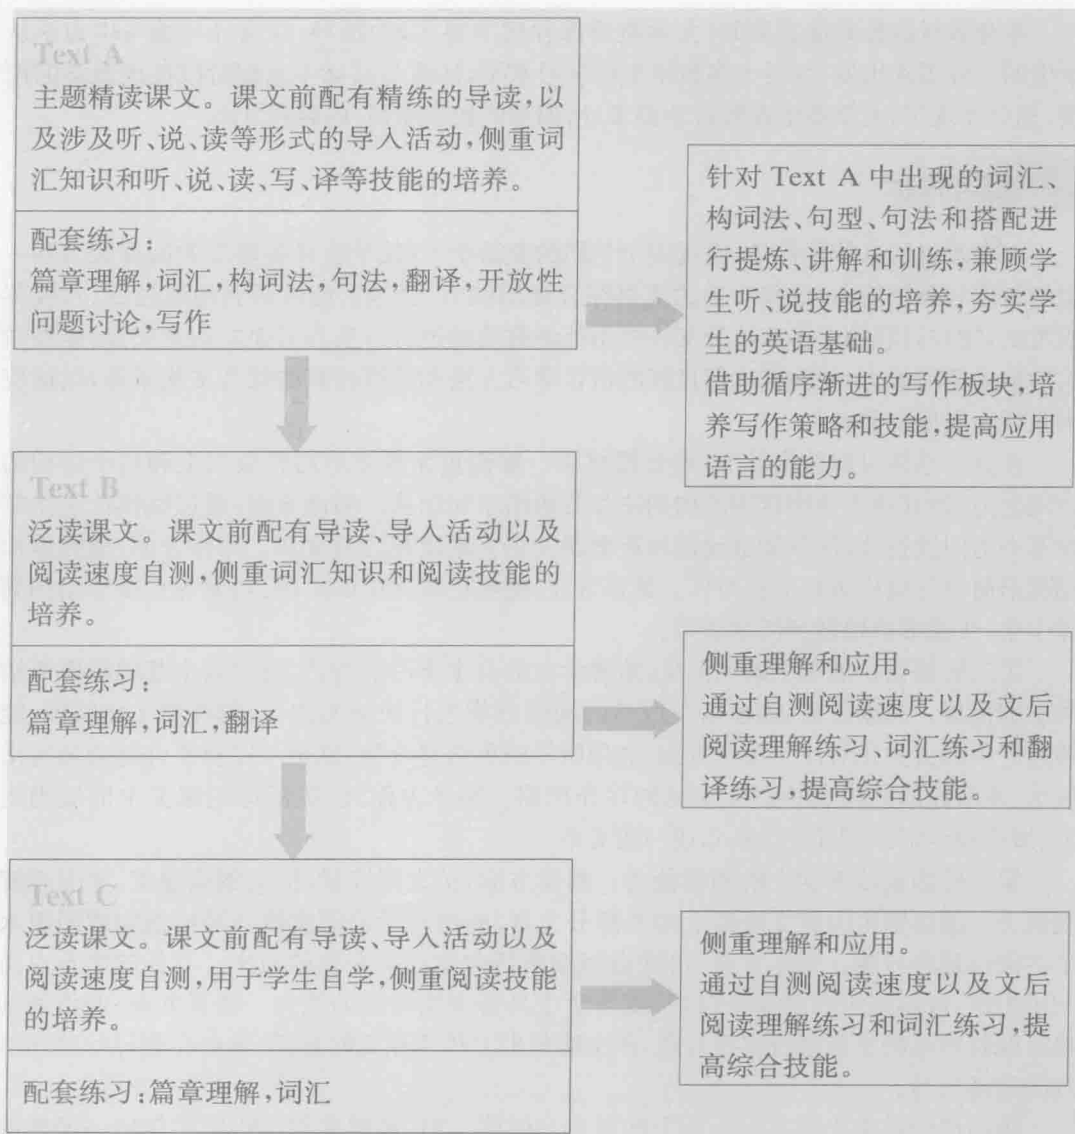 Text A
主题精读课文。课文前配有精练的导读,以
及涉及听、说、读等形式的导入活动,侧重词
汇知识和听、说、读、写、译等技能的培养。
配套练习:
篇章理解,词汇,构词法,句法,翻译,开放性
问题讨论,写作
针对 Text A 中出现的词汇、
构词法、句型、句法和搭配进
行提炼、讲解和训练,兼顾学
生听、说技能的培养,夯实学
生的英语基础。
借助循序渐进的写作板块,培
养写作策略和技能,提高应用
语言的能力。
Text B
泛读课文。课文前配有导读、导入活动以及
阅读速度自测,侧重词汇知识和阅读技能的
培养。
配套练习:
篇章理解,词汇,翻译
侧重理解和应用。
通过自测阅读速度以及文后
阅读理解练习、词汇练习和翻
译练习,提高综合技能。
Text C
泛读课文。课文前配有导读、导入活动以及
阅读速度自测,用于学生自学,侧重阅读技能
的培养。
配套练习:篇章理解,词汇
侧重理解和应用。
通过自测阅读速度以及文后
阅读理解练习和词汇练习,提
高综合技能。